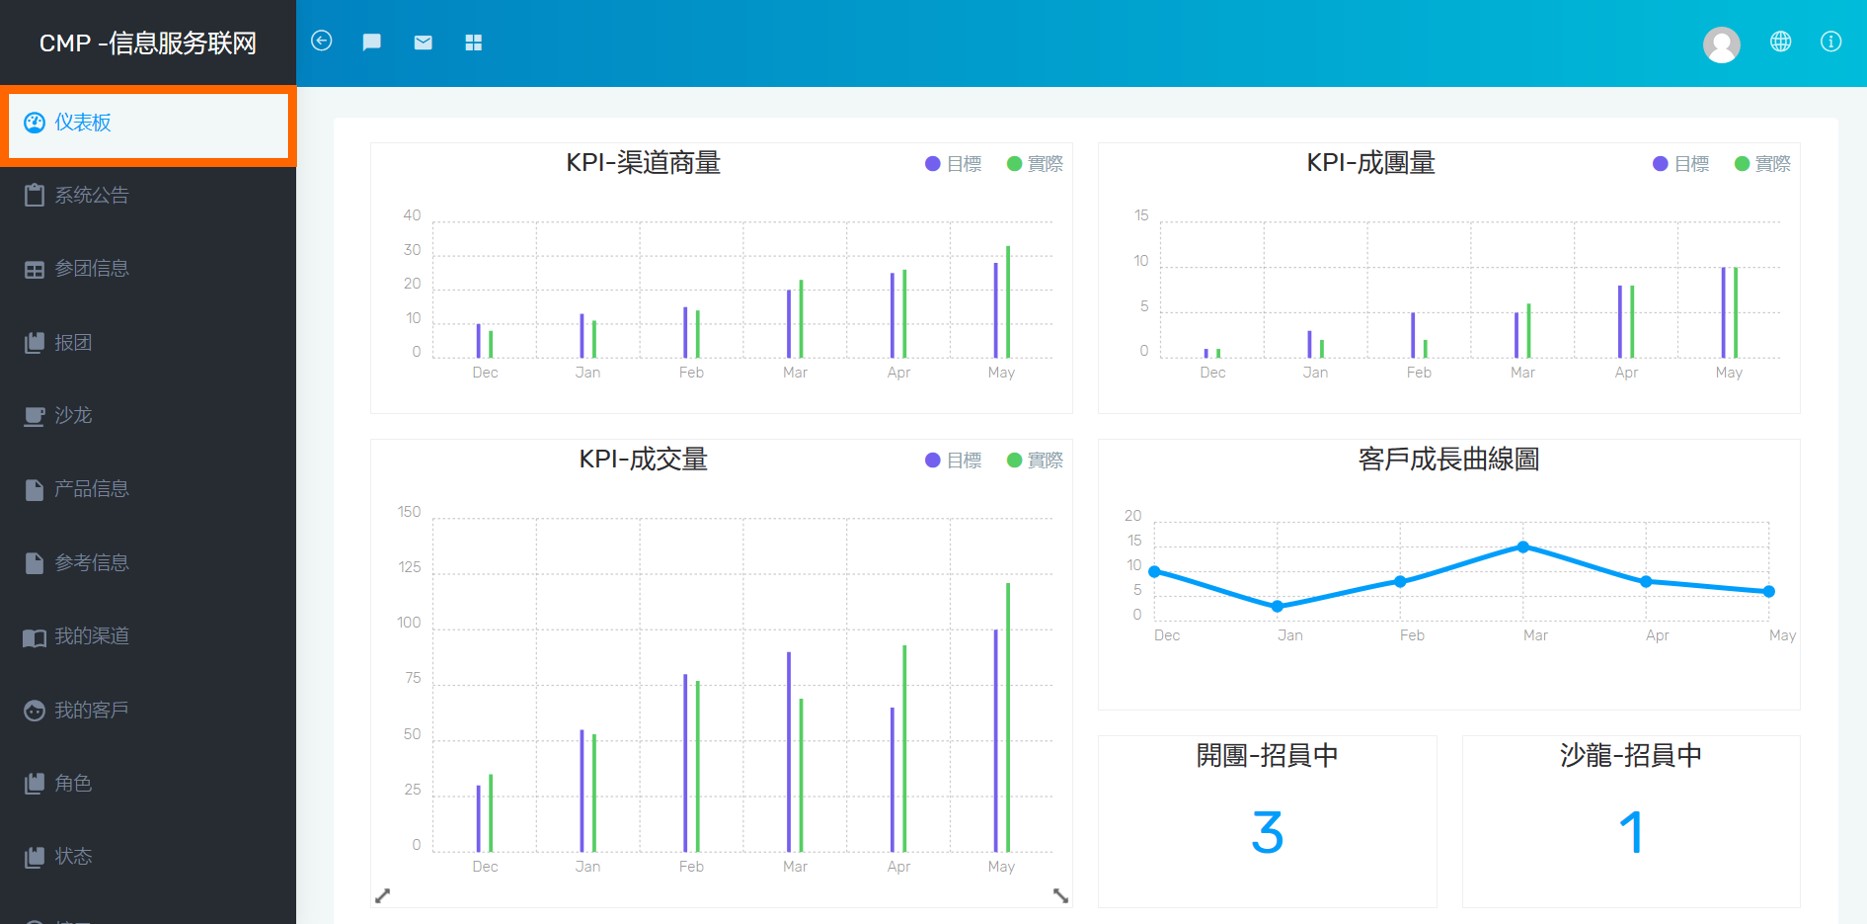 CMP -信息服务联网
仪表板
系统公告
参团信息
报团
沙龙
产品信息
参考信息
我的渠道
我的客戶
角色
状态
KPI-渠道商量
目標 實際
40
30
20
10
0
Dec Jan Feb Mar Apr May
KPI-成團量
目標 實際
15
10
5
0
Dec Jan Feb Mar Apr May
KPI-成交量
目標 實際
150
125
100
75
50
25
0
Dec Jan Feb Mar Apr May
客戶成長曲線圖
20
15
10
5
0
Dec Jan Feb Mar Apr May
開團-招員中
3
沙龍-招員中
1